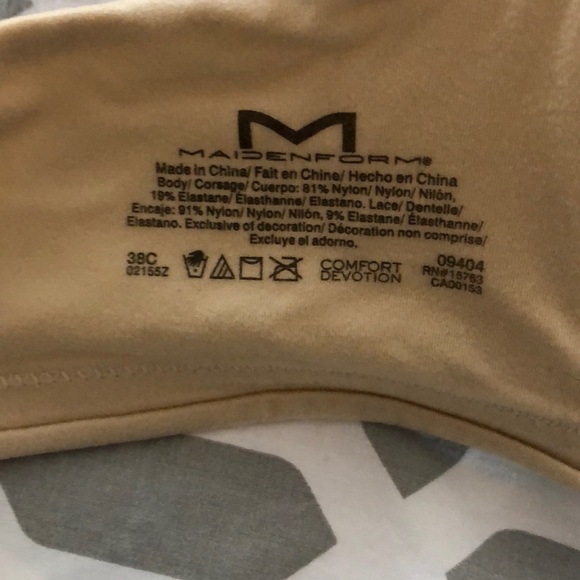 M
MAIDENFORM®
Made in China/ Fait en Chine/ Hecho en China
Body/ Corsage/ Cuerpo: 81% Nylon/ Nylon/ Nilón,
19% Elastane/ Élasthanne/ Elastano. Lace/ Dentelle/
Encaje: 91% Nylon/ Nylon/ Nilón, 9% Elastane/ Élasthanne/
Elastano. Exclusive of decoration/ Décoration non comprise/
Excluye el adorno.
38C COMFORT 09404
02155Z DEVOTION RN#15763
CA00153